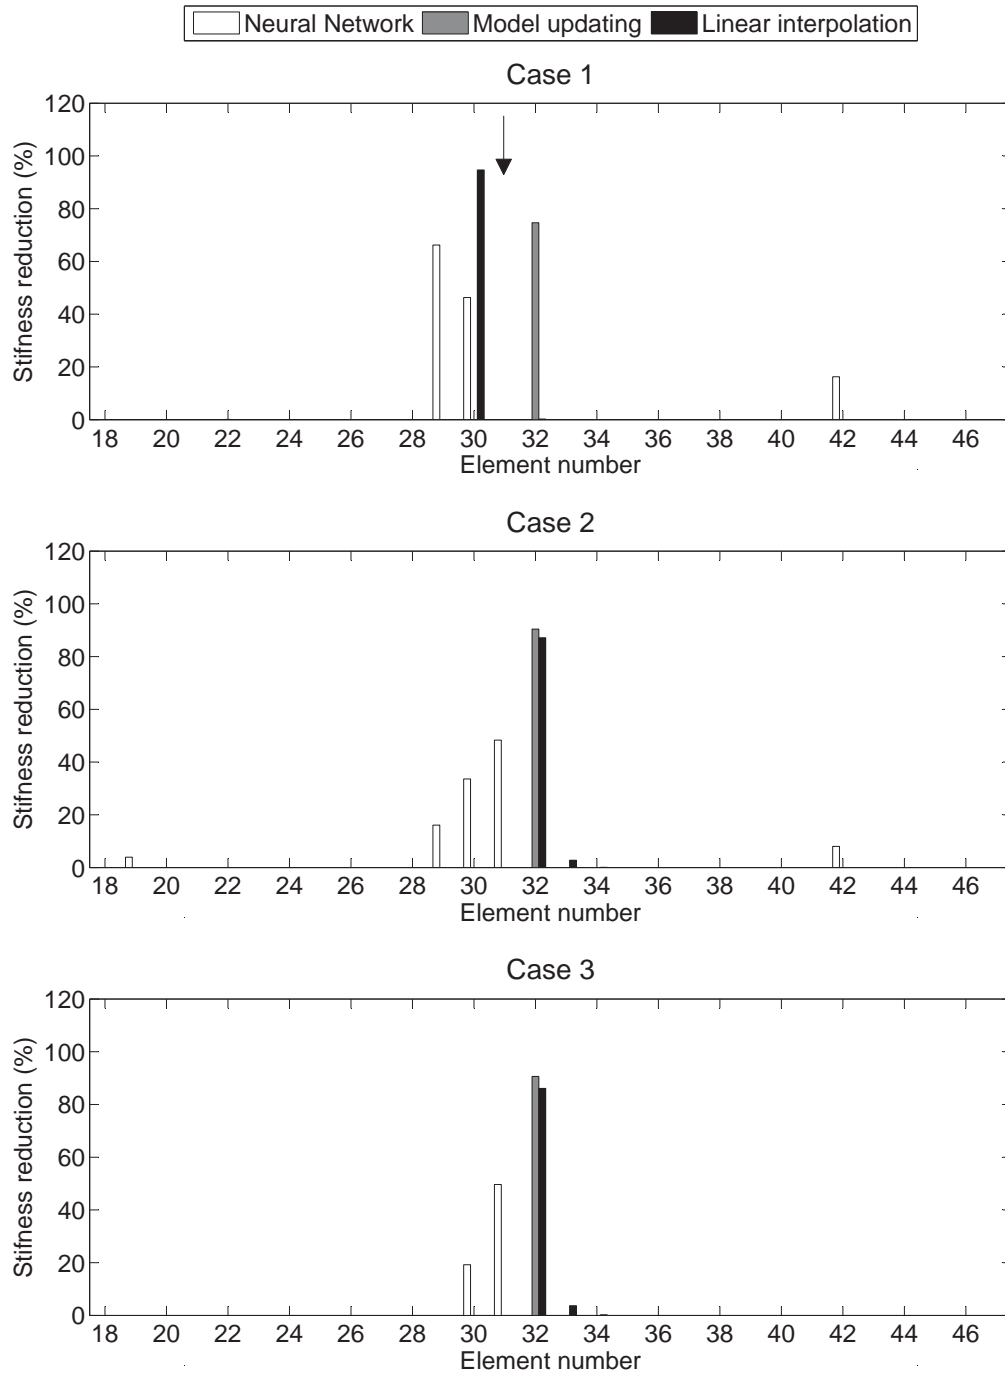 Neural Network Model updating Linear interpolation
Case 1
120
100
80
60
40
20
0
Stifness reduction (%)
18 20 22 24 26 28 30 32 34 36 38 40 42 44 46
Element number
Case 2
120
100
80
60
40
20
0
Stifness reduction (%)
18 20 22 24 26 28 30 32 34 36 38 40 42 44 46
Element number
Case 3
120
100
80
60
40
20
0
Stifness reduction (%)
18 20 22 24 26 28 30 32 34 36 38 40 42 44 46
Element number